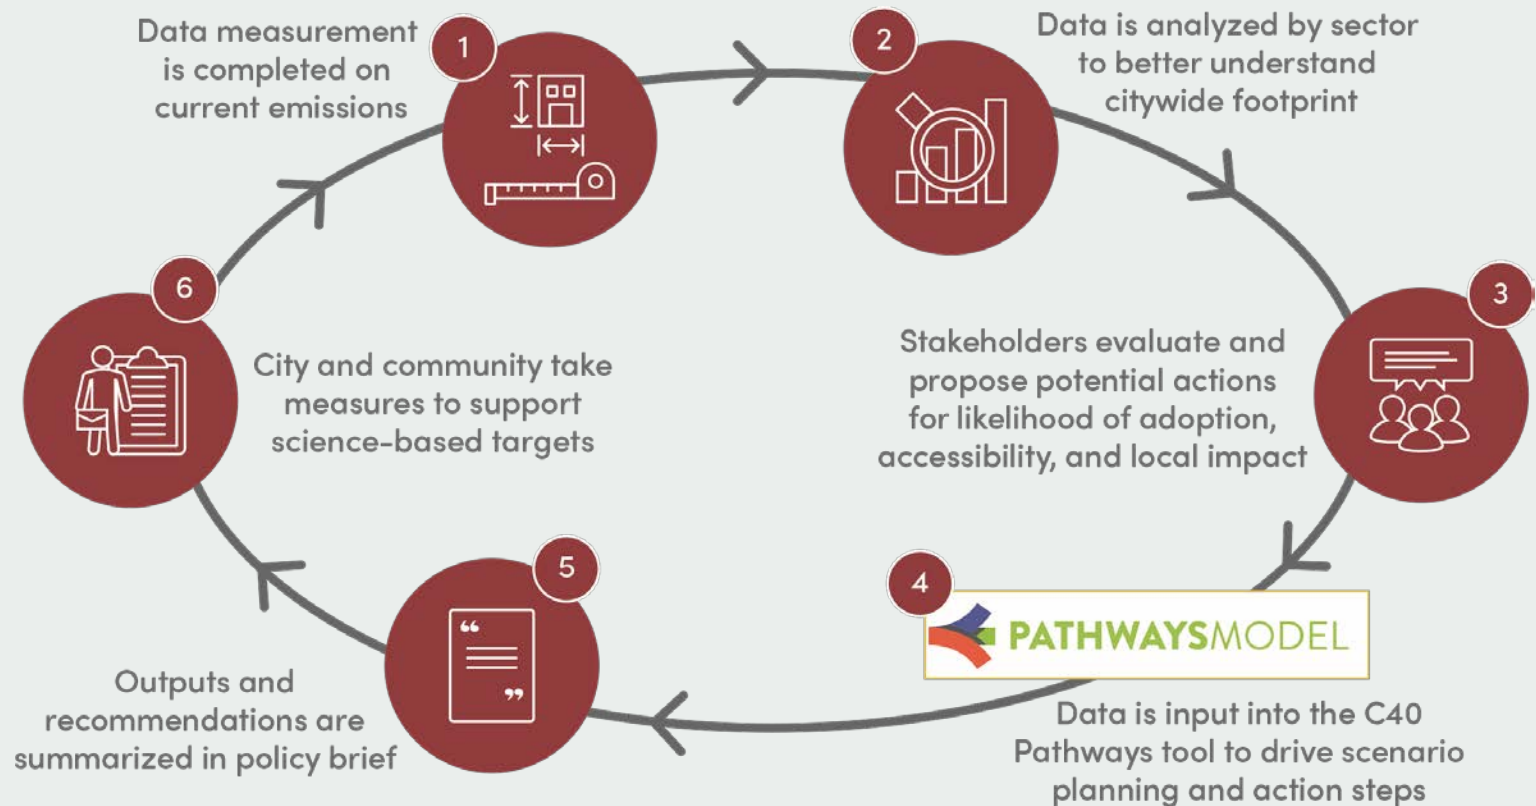 1
Data measurement
is completed on
current emissions
2
Data is analyzed by sector
to better understand
citywide footprint
3
Stakeholders evaluate and
propose potential actions
for likelihood of adoption,
accessibility, and local impact
4
PATHWAYSMODEL
Data is input into the C40
Pathways tool to drive scenario
planning and action steps
5
“
”
Outputs and
recommendations are
summarized in policy brief
6
City and community take
measures to support
science-based targets